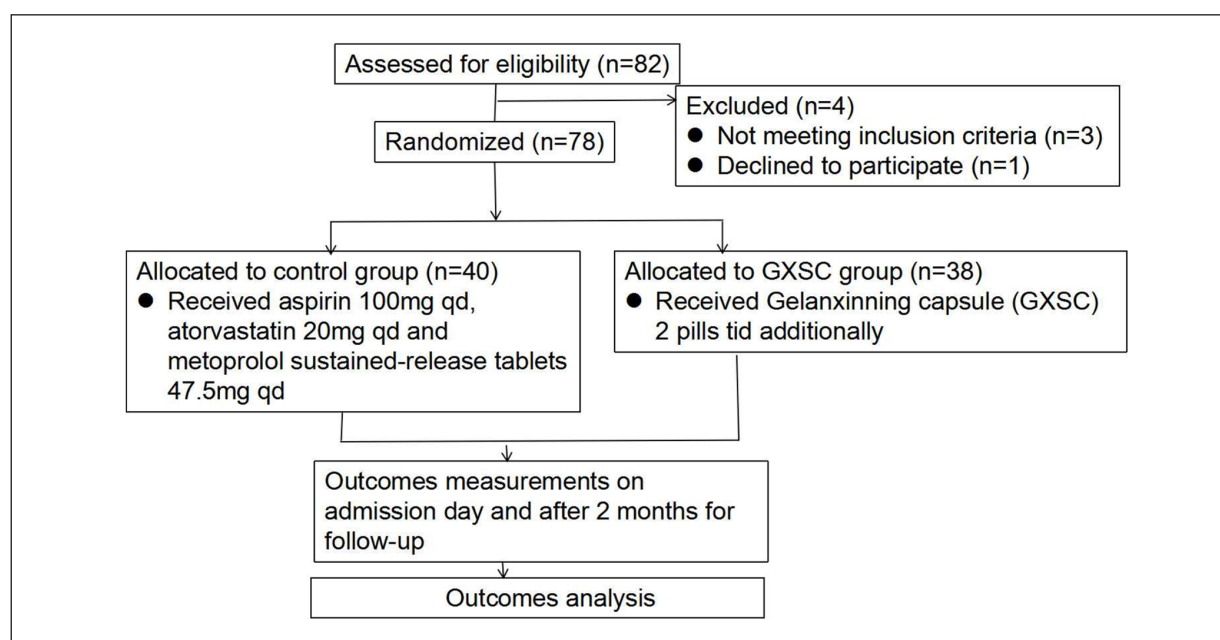 Assessed for eligibility (n=82)
Excluded (n=4)
● Not meeting inclusion criteria (n=3)
● Declined to participate (n=1)
Randomized (n=78)
Allocated to control group (n=40)
● Received aspirin 100mg qd,
atorvastatin 20mg qd and
metoprolol sustained-release tablets
47.5mg qd
Allocated to GXSC group (n=38)
● Received Gelanxinning capsule (GXSC)
2 pills tid additionally
Outcomes measurements on
admission day and after 2 months for
follow-up
Outcomes analysis